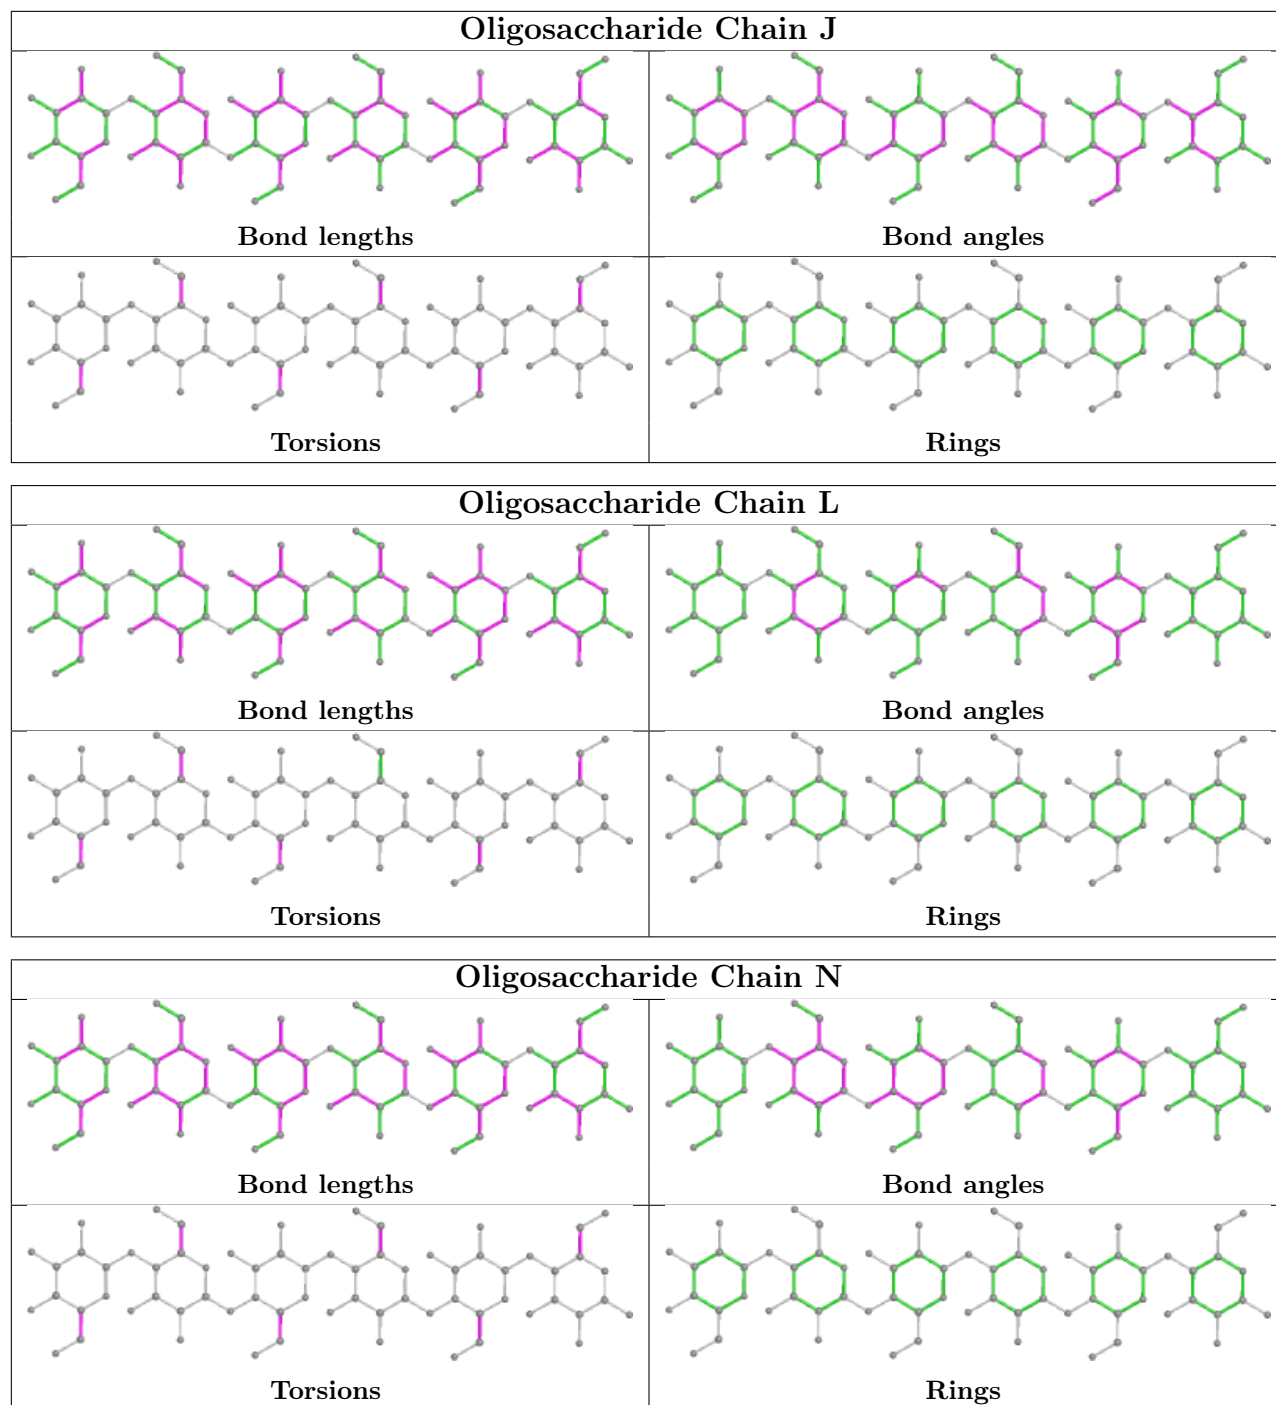 Oligosaccharide Chain J
Bond lengths
Bond angles
Torsions
Rings
Oligosaccharide Chain L
Bond lengths
Bond angles
Torsions
Rings
Oligosaccharide Chain N
Bond lengths
Bond angles
Torsions
Rings